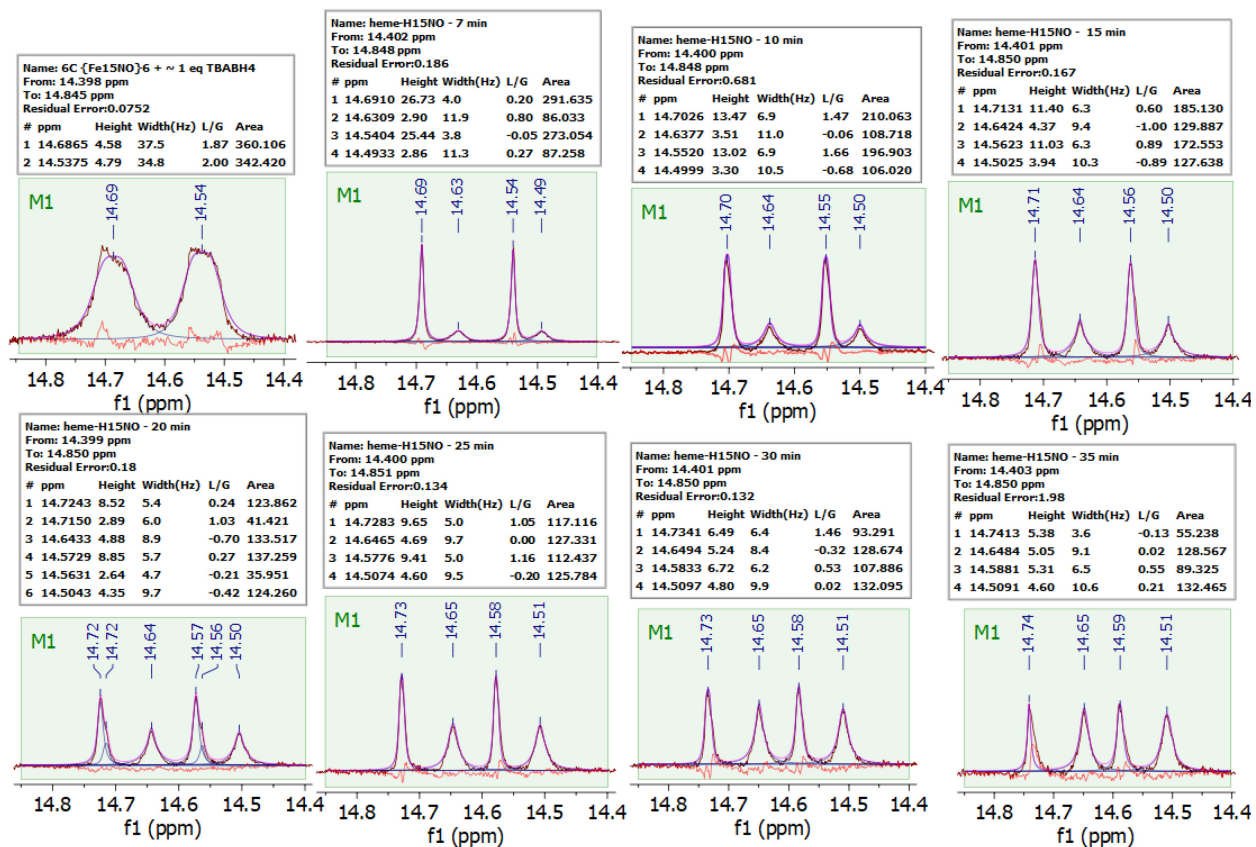 Name: 6C {Fe15NO}6 + ~ 1 eq TBABH4
From: 14.398 ppm
To: 14.845 ppm
Residual Error:0.0752
# ppm Height Width(Hz) L/G Area
1 14.6865 4.58 37.5 1.87 360.106
2 14.5375 4.79 34.8 2.00 342.420
M1
14.69
14.54
14.8 14.7 14.6 14.5 14.4
f1 (ppm)
Name: heme-H15NO - 7 min
From: 14.402 ppm
To: 14.848 ppm
Residual Error:0.186
# ppm Height Width(Hz) L/G Area
1 14.6910 26.73 4.0 0.20 291.635
2 14.6309 2.90 11.9 0.80 86.033
3 14.5404 25.44 3.8 -0.05 273.054
4 14.4933 2.86 11.3 0.27 87.258
M1
14.69
14.63
14.54
14.49
14.8 14.7 14.6 14.5 14.4
f1 (ppm)
Name: heme-H15NO - 10 min
From: 14.400 ppm
To: 14.848 ppm
Residual Error:0.681
# ppm Height Width(Hz) L/G Area
1 14.7026 13.47 6.9 1.47 210.063
2 14.6377 3.51 11.0 -0.06 108.718
3 14.5520 13.02 6.9 1.66 196.903
4 14.4999 3.30 10.5 -0.68 106.020
M1
14.70
14.64
14.55
14.50
14.8 14.7 14.6 14.5 14.4
f1 (ppm)
Name: heme-H15NO - 15 min
From: 14.401 ppm
To: 14.850 ppm
Residual Error:0.167
# ppm Height Width(Hz) L/G Area
1 14.7131 11.40 6.3 0.60 185.130
2 14.6424 4.37 9.4 -1.00 129.887
3 14.5623 11.03 6.3 0.89 172.553
4 14.5025 3.94 10.3 -0.89 127.638
M1
14.71
14.64
14.56
14.50
14.8 14.7 14.6 14.5 14.4
f1 (ppm)
Name: heme-H15NO - 20 min
From: 14.399 ppm
To: 14.850 ppm
Residual Error:0.18
# ppm Height Width(Hz) L/G Area
1 14.7243 8.52 5.4 0.24 123.862
2 14.7150 2.89 6.0 1.03 41.421
3 14.6433 4.88 8.9 -0.70 133.517
4 14.5729 8.85 5.7 0.27 137.259
5 14.5631 2.64 4.7 -0.21 35.951
6 14.5043 4.35 9.7 -0.42 124.260
M1
14.72
14.72
14.64
14.57
14.56
14.50
14.8 14.7 14.6 14.5 14.4
f1 (ppm)
Name: heme-H15NO - 25 min
From: 14.400 ppm
To: 14.851 ppm
Residual Error:0.134
# ppm Height Width(Hz) L/G Area
1 14.7283 9.65 5.0 1.05 117.116
2 14.6465 4.69 9.7 0.00 127.331
3 14.5776 9.41 5.0 1.16 112.437
4 14.5074 4.60 9.5 -0.20 125.784
M1
14.73
14.65
14.58
14.51
14.8 14.7 14.6 14.5 14.4
f1 (ppm)
Name: heme-H15NO - 30 min
From: 14.401 ppm
To: 14.850 ppm
Residual Error:0.132
# ppm Height Width(Hz) L/G Area
1 14.7341 6.49 6.4 1.46 93.291
2 14.6494 5.24 8.4 -0.32 128.674
3 14.5833 6.72 6.2 0.53 107.886
4 14.5097 4.80 9.9 0.02 132.095
M1
14.73
14.65
14.58
14.51
14.8 14.7 14.6 14.5 14.4
f1 (ppm)
Name: heme-H15NO - 35 min
From: 14.403 ppm
To: 14.850 ppm
Residual Error:1.98
# ppm Height Width(Hz) L/G Area
1 14.7413 5.38 3.6 -0.13 55.238
2 14.6484 5.05 9.1 0.02 128.567
3 14.5881 5.31 6.5 0.55 89.325
4 14.5091 4.60 10.6 0.21 132.465
M1
14.74
14.65
14.59
14.51
14.8 14.7 14.6 14.5 14.4
f1 (ppm)